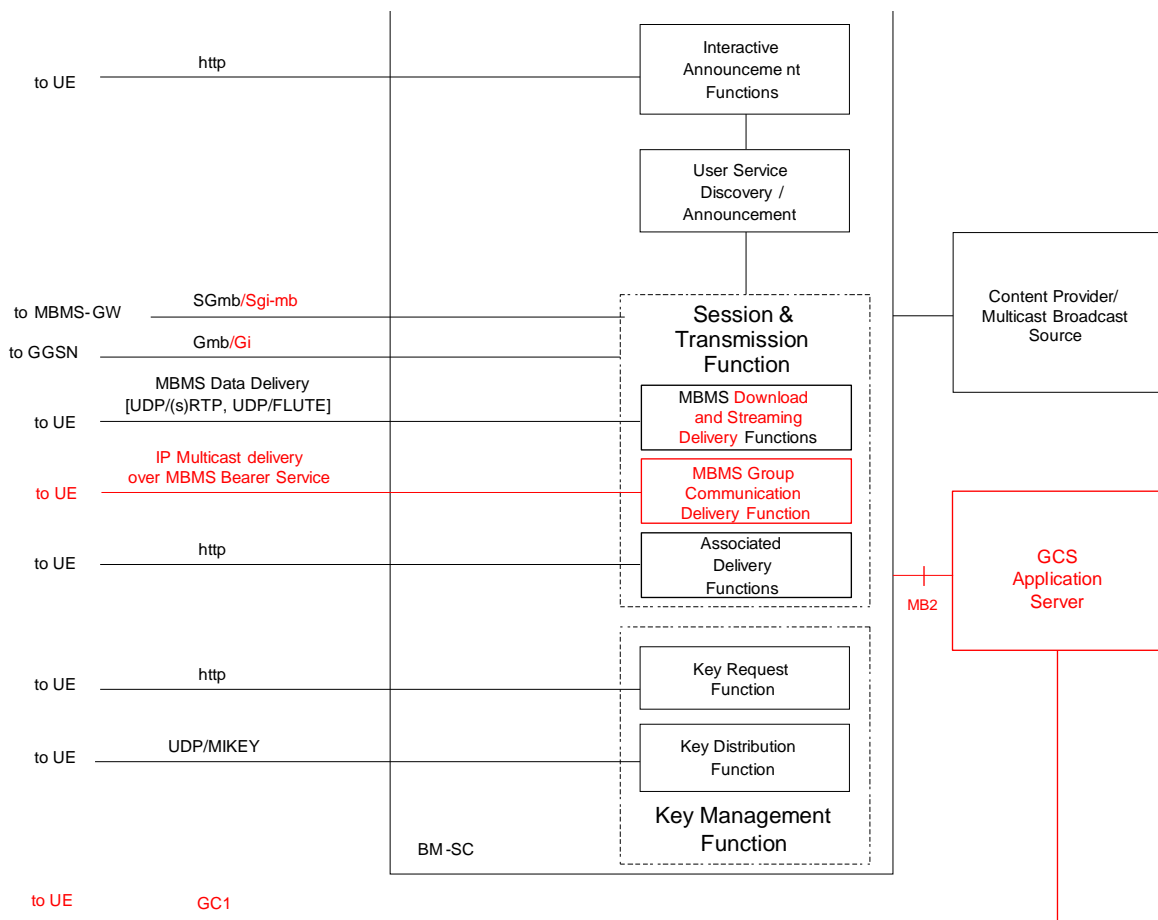 http
to UE
Interactive
Announceme nt
Functions
User Service
Discovery /
Announcement
Content Provider/
Multicast Broadcast
Source
SGmb/Sgi-mb
to MBMS-GW
Gmb/Gi
to GGSN
Session &
Transmission
Function
MBMS Data Delivery
[UDP/(s)RTP, UDP/FLUTE]
to UE
MBMS Download
and Streaming
Delivery Functions
IP Multicast delivery
over MBMS Bearer Service
to UE
MBMS Group
Communication
Delivery Function
http
to UE
Associated
Delivery
Functions
MB2
GCS
Application
Server
http
to UE
Key Request
Function
UDP/MIKEY
to UE
Key Distribution
Function
Key Management
Function
BM-SC
to UE
GC1